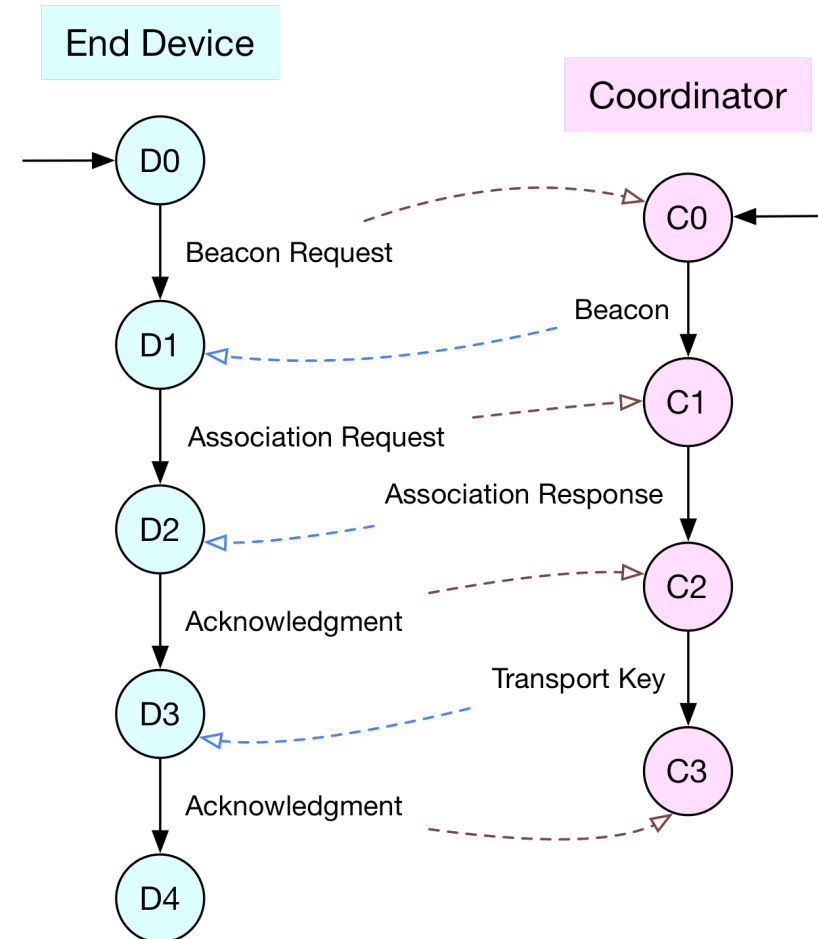 End Device
Coordinator
D0
C0
Beacon Request
Beacon
D1
C1
Association Request
Association Response
D2
C2
Acknowledgment
Transport Key
D3
C3
Acknowledgment
D4